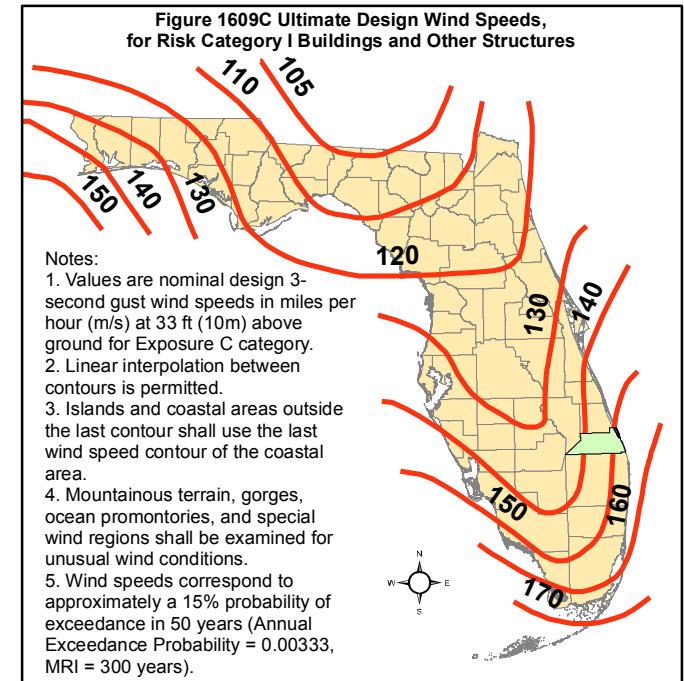 Figure 1609C Ultimate Design Wind Speeds,
for Risk Category I Buildings and Other Structures
105
110
150
140
130
120
130
140
Notes:
1. Values are nominal design 3-
second gust wind speeds in miles per
hour (m/s) at 33 ft (10m) above
ground for Exposure C category.
2. Linear interpolation between
contours is permitted.
3. Islands and coastal areas outside
the last contour shall use the last
wind speed contour of the coastal
area.
4. Mountainous terrain, gorges,
ocean promontories, and special
wind regions shall be examined for
unusual wind conditions.
5. Wind speeds correspond to
approximately a 15% probability of
exceedance in 50 years (Annual
Exceedance Probability = 0.00333,
MRI = 300 years).
150
160
170
N
W
E
S